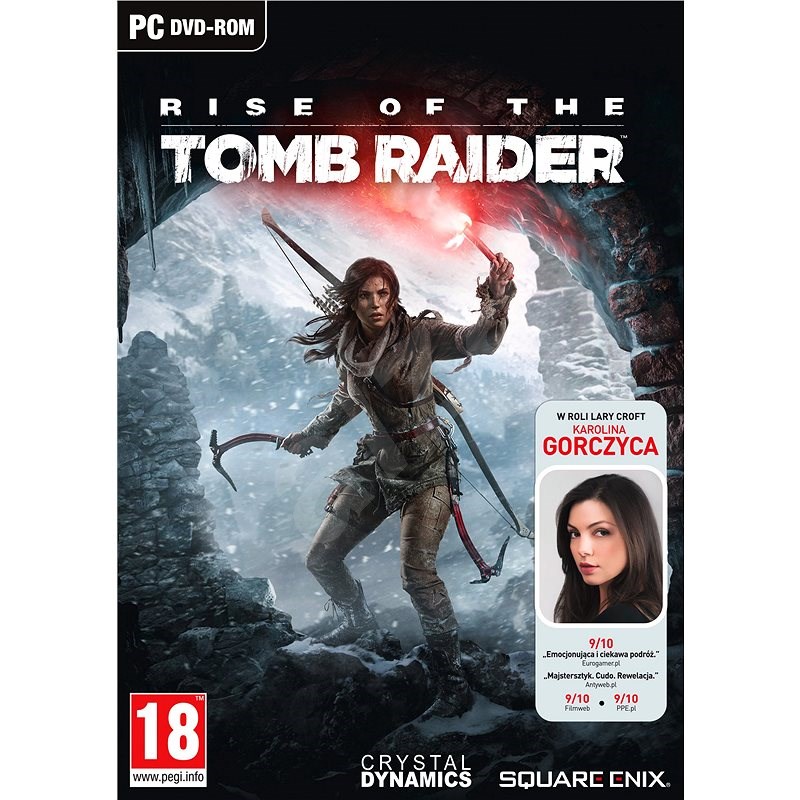 PC DVD-ROM
RISE OF THE
TOMB RAIDER™
W ROLI LARY CROFT
KAROLINA
GORCZYCA
9/10
„Emocjonująca i ciekawa podróż.”
Eurogamer.pl
„Majstersztyk. Cudo. Rewelacja.”
Antyweb.pl
9/10 • 9/10
Filmweb PPE.pl
18™
www.pegi.info
CRYSTAL
DYNAMICS
SQUARE ENIX®